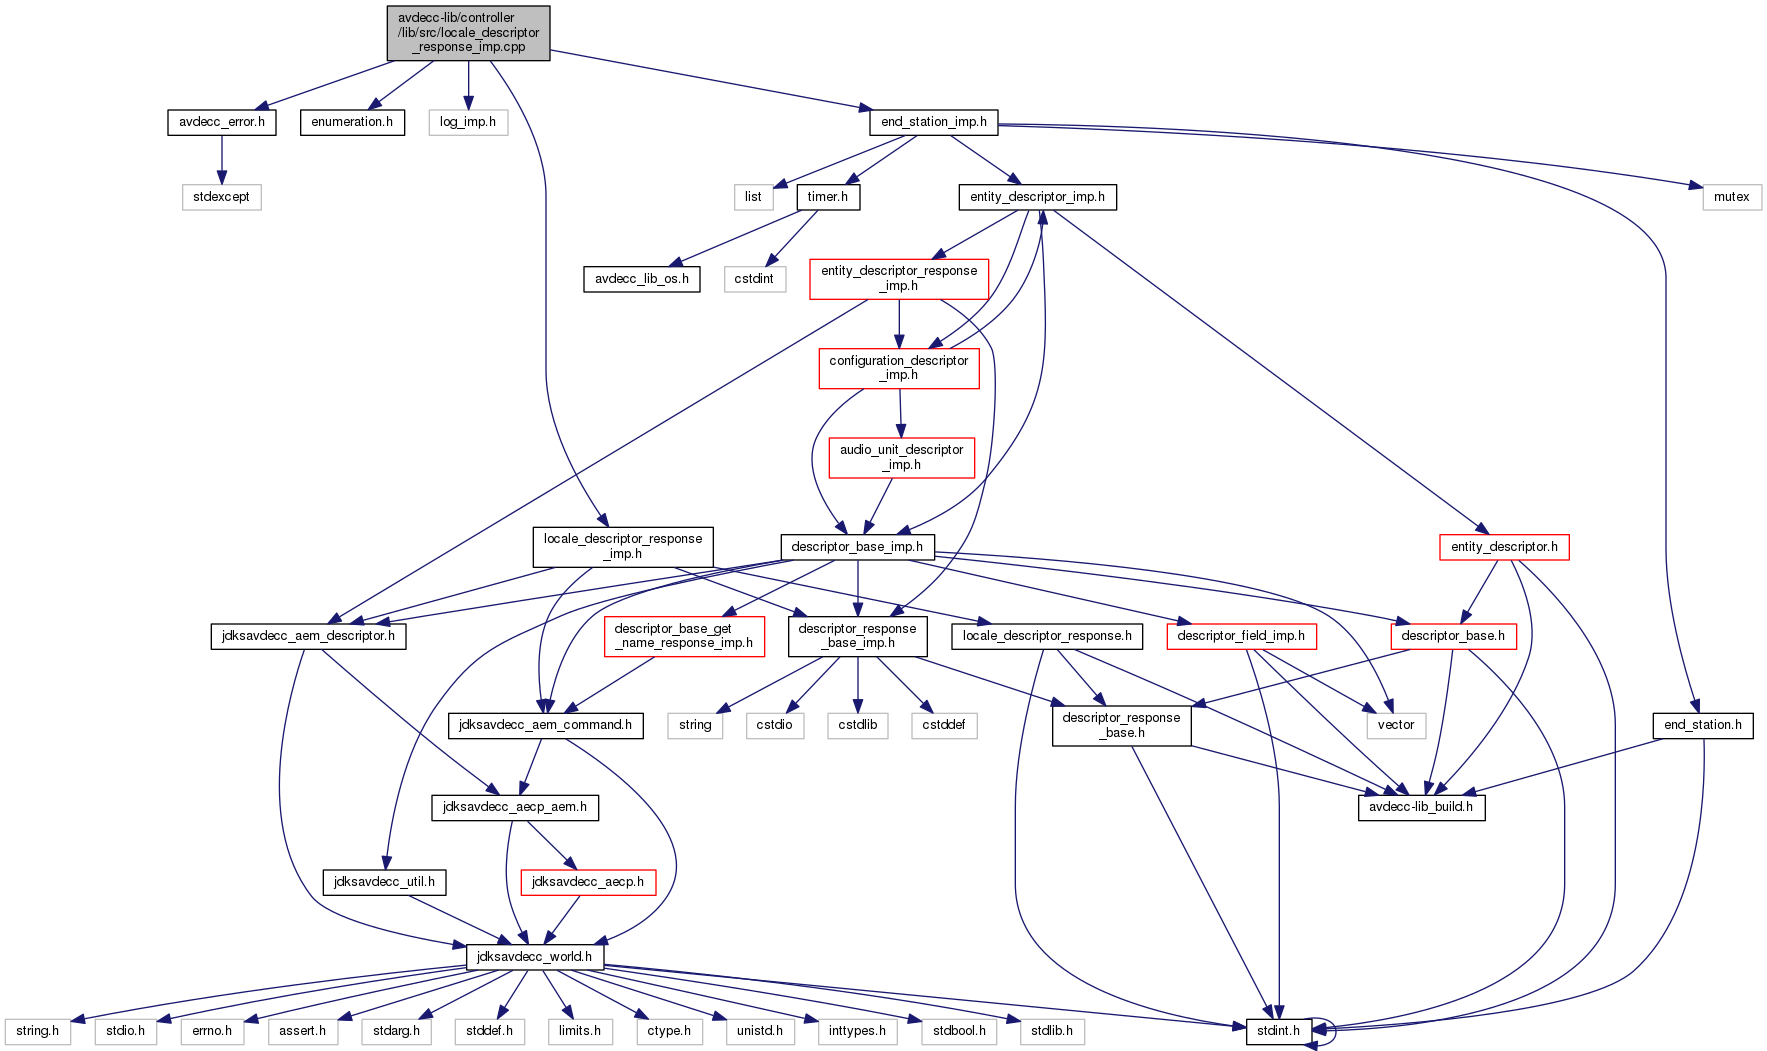 avdecc-lib/controller
/lib/src/locale_descriptor
_response_imp.cpp
avdecc_error.h
enumeration.h
log_imp.h
end_station_imp.h
stdexcept
list
timer.h
entity_descriptor_imp.h
mutex
avdecc_lib_os.h
cstdint
entity_descriptor_response
_imp.h
configuration_descriptor
_imp.h
audio_unit_descriptor
_imp.h
locale_descriptor_response
_imp.h
descriptor_base_imp.h
entity_descriptor.h
jdksavdecc_aem_descriptor.h
descriptor_base_get
_name_response_imp.h
descriptor_response
_base_imp.h
locale_descriptor_response.h
descriptor_field_imp.h
descriptor_base.h
jdksavdecc_aem_command.h
string
cstdio
cstdlib
cstddef
descriptor_response
_base.h
vector
end_station.h
jdksavdecc_aecp_aem.h
avdecc-lib_build.h
jdksavdecc_util.h
jdksavdecc_aecp.h
jdksavdecc_world.h
string.h
stdio.h
errno.h
assert.h
stdarg.h
stddef.h
limits.h
ctype.h
unistd.h
inttypes.h
stdbool.h
stdlib.h
stdint.h